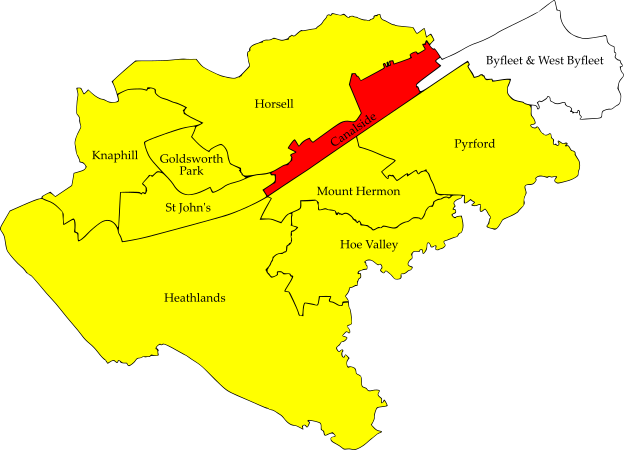 Byfleet & West Byfleet
Horsell
Canalside
Pyrford
Knaphill
Goldsworth
Park
Mount Hermon
St John's
Hoe Valley
Heathlands